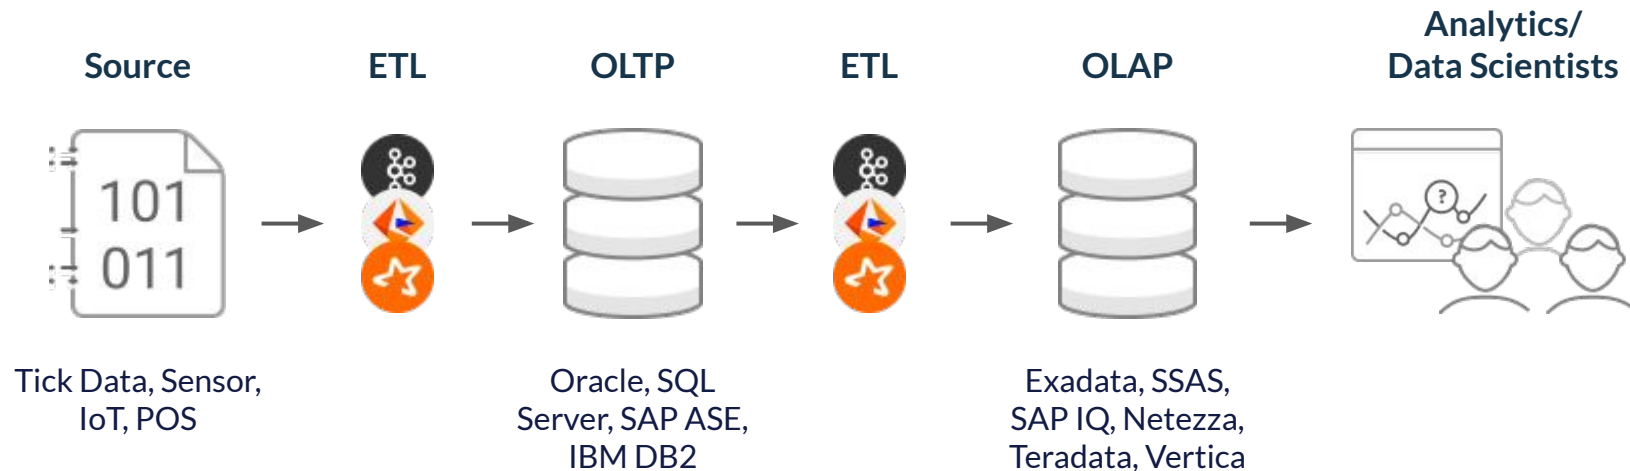 Source
ETL
OLTP
ETL
OLAP
Analytics/
Data Scientists
101
011
?
Tick Data, Sensor,
IoT, POS
Oracle, SQL
Server, SAP ASE,
IBM DB2
Exadata, SSAS,
SAP IQ, Netezza,
Teradata, Vertica